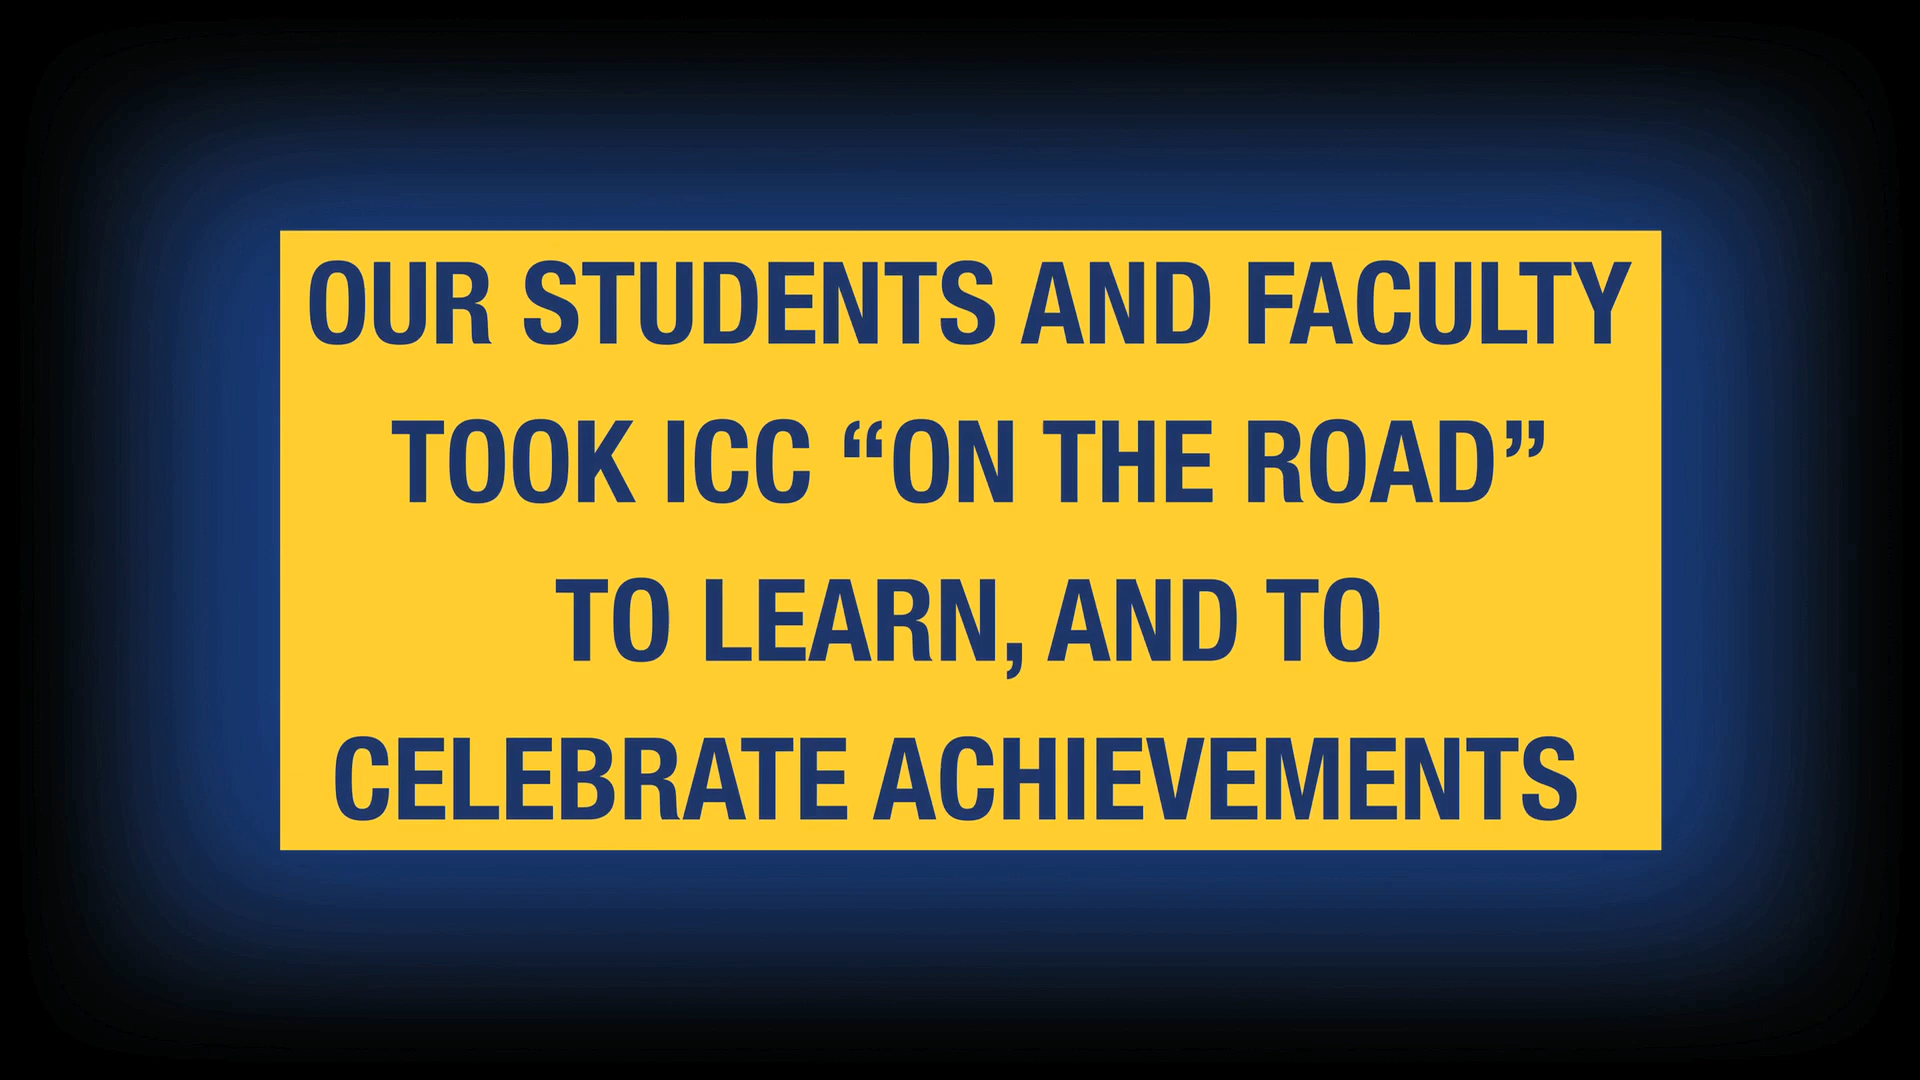 OUR STUDENTS AND FACULTY
TOOK ICC “ON THE ROAD”
TO LEARN, AND TO
CELEBRATE ACHIEVEMENTS